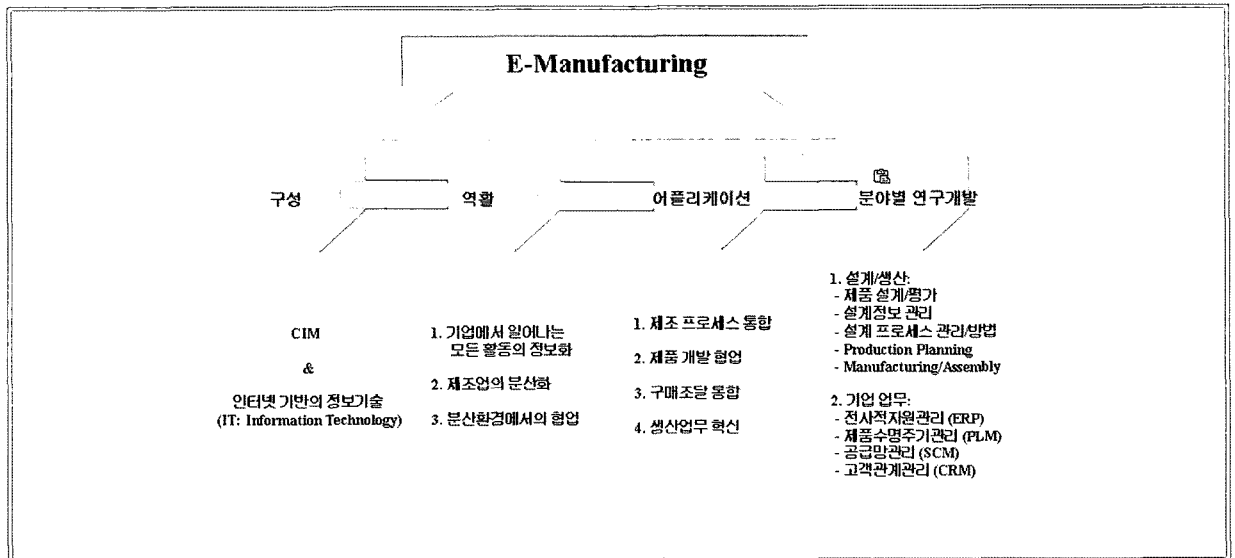 E-Manufacturing
구성
역활
어플리케이션
분야별 연구개발
CIM
&
인터넷 기반의 정보기술
(IT: Information Technology)
1. 기업에서 일어나는
모든 활동의 정보화
2. 제조업의 분산화
3. 분산환경에서의 협업
1. 제조 프로세스 통합
2. 제품 개발 협업
3. 구매조달 통합
4. 생산업무 혁신
1. 설계/생산:
- 제품 설계/평가
- 설계정보 관리
- 설계 프로세스 관리/방법
- Production Planning
- Manufacturing/Assembly
2. 기업 업무:
- 전사적자원관리 (ERP)
- 제품수명주기관리 (PLM)
- 공급망관리 (SCM)
- 고객관계관리 (CRM)